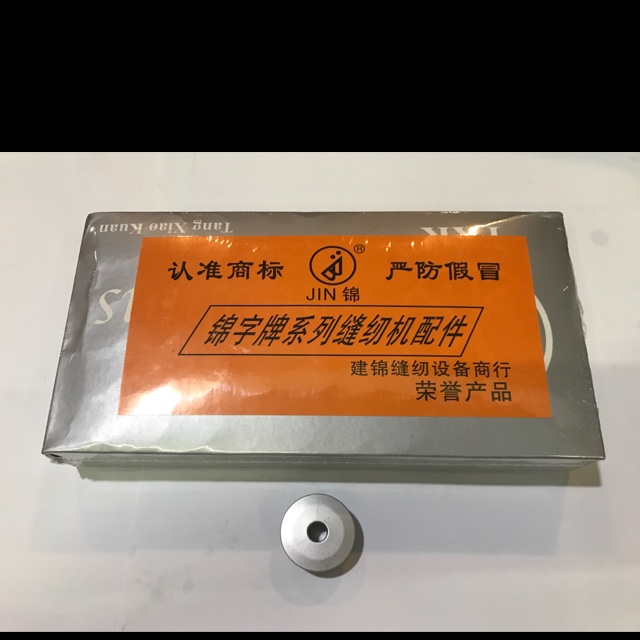 Tang Xiao Kuan
TXK
认准商标
®
严防假冒
JIN 锦
锦字牌系列缝纫机配件
建锦缝纫设备商行
荣誉产品